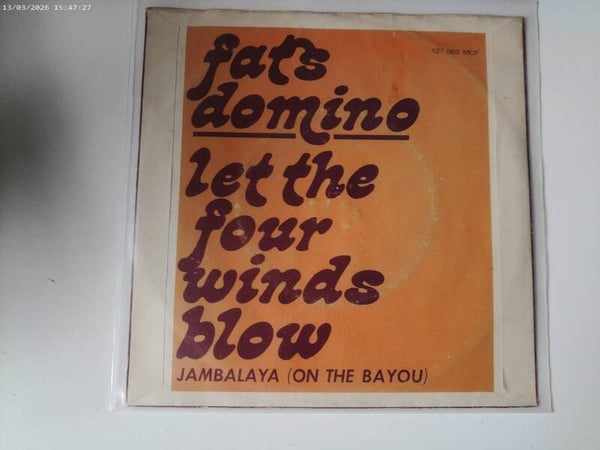 13/03/2026 15:47:27
127.062 MCF
fats
domino
let the
four
winds
blow
JAMBALAYA (ON THE BAYOU)